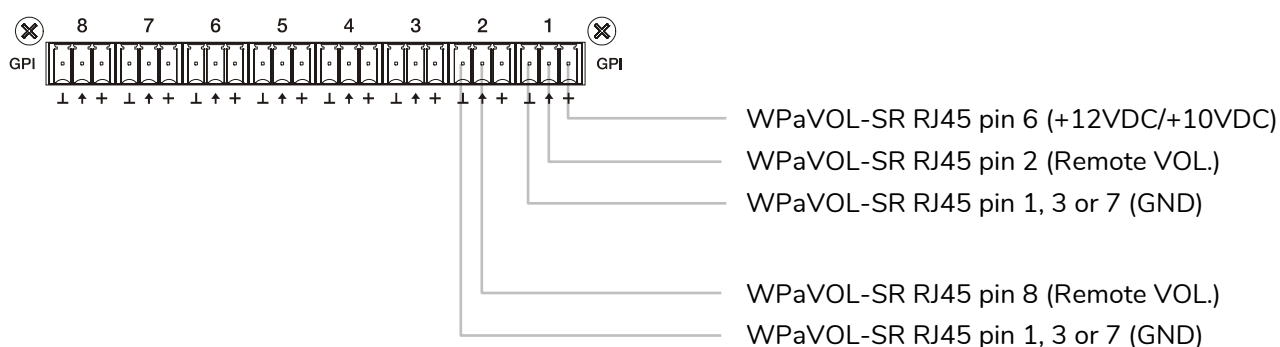 8 7 6 5 4 3 2 1
GPI GPI
⊥ ↑ + ⊥ ↑ + ⊥ ↑ + ⊥ ↑ + ⊥ ↑ + ⊥ ↑ + ⊥ ↑ + ⊥ ↑ +
WPaVOL-SR RJ45 pin 6 (+12VDC/+10VDC)
WPaVOL-SR RJ45 pin 2 (Remote VOL.)
WPaVOL-SR RJ45 pin 1, 3 or 7 (GND)
WPaVOL-SR RJ45 pin 8 (Remote VOL.)
WPaVOL-SR RJ45 pin 1, 3 or 7 (GND)